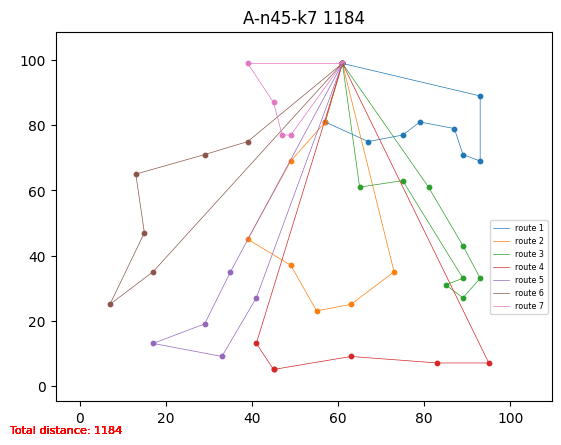 A-n45-k7 1184
100
80
60
40
20
0
route 1
route 2
route 3
route 4
route 5
route 6
route 7
0 20 40 60 80 100
Total distance: 1184